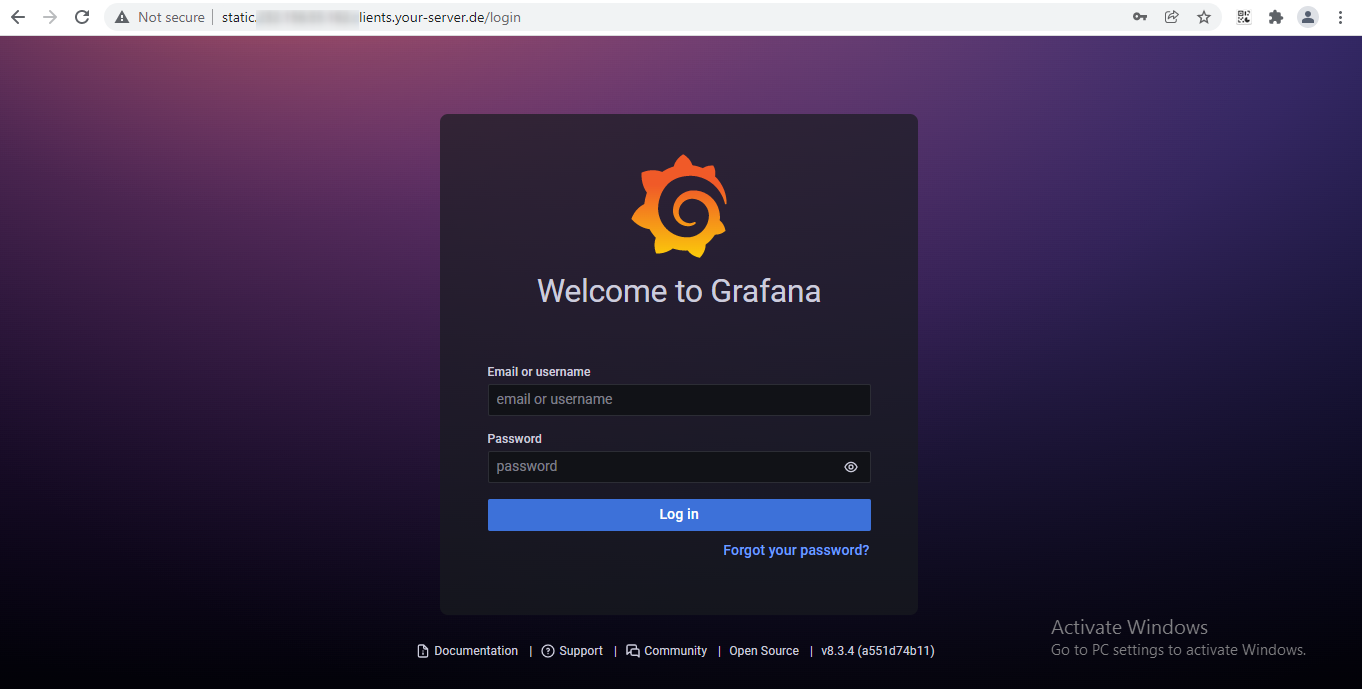 Not secure | static. lients.your-server.de/login
Welcome to Grafana
Email or username
email or username
Password
password
Log in
Forgot your password?
Documentation | Support | Community | Open Source | v8.3.4 (a551d74b11)
Activate Windows
Go to PC settings to activate Windows.